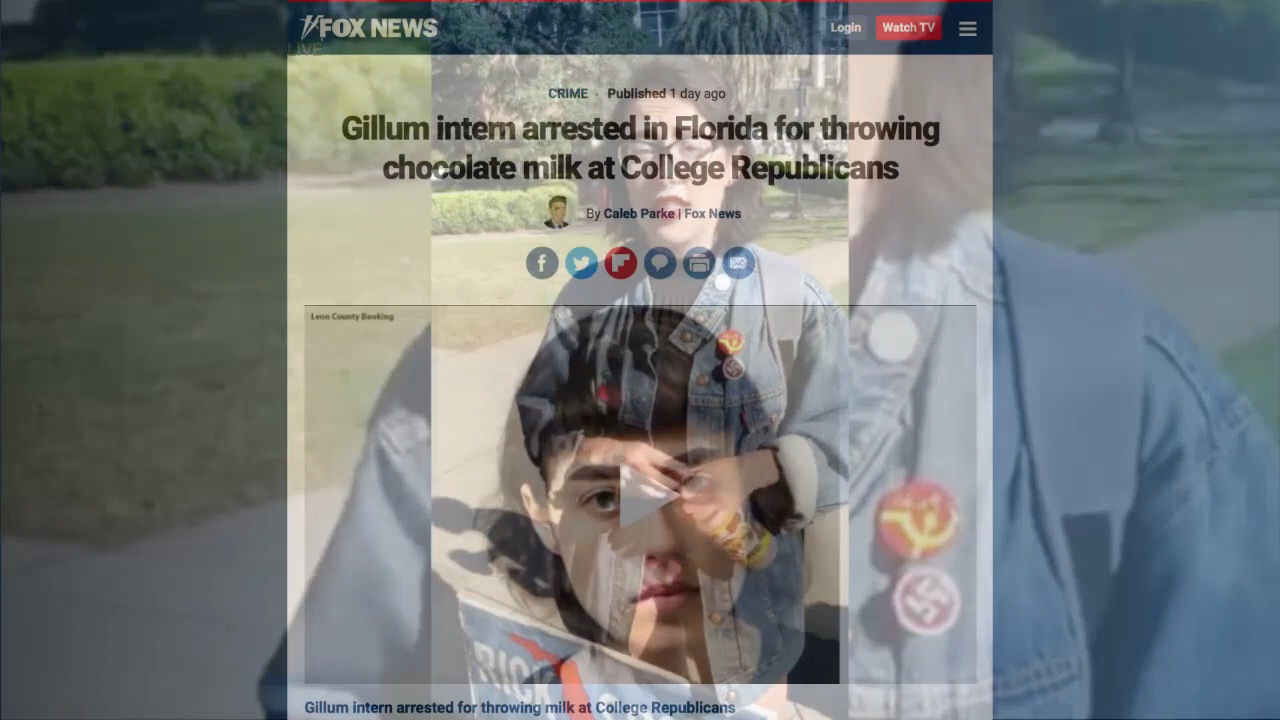 FOX NEWS
Login
Watch TV
LIVE
CRIME · Published 1 day ago
Gillum intern arrested in Florida for throwing
chocolate milk at College Republicans
By Caleb Parke | Fox News
Leon County Booking
RICK
Gillum intern arrested for throwing milk at College Republicans